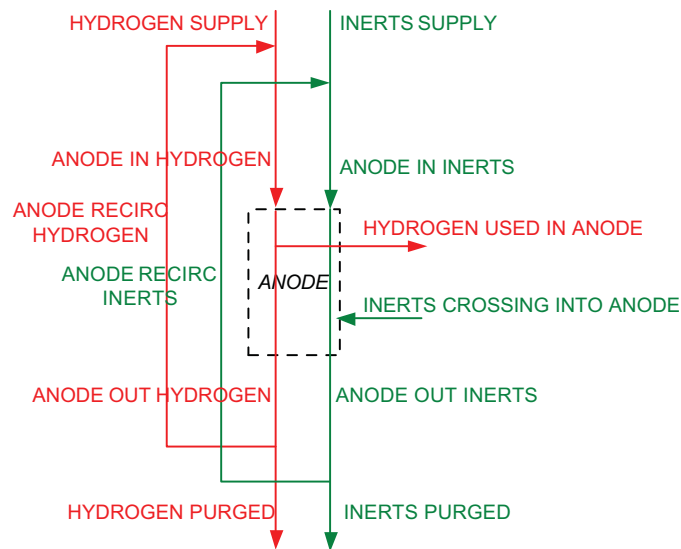 HYDROGEN SUPPLY
INERTS SUPPLY
ANODE IN HYDROGEN
ANODE IN INERTS
ANODE RECIRC
HYDROGEN
HYDROGEN USED IN ANODE
ANODE RECIRC
INERTS
ANODE
INERTS CROSSING INTO ANODE
ANODE OUT HYDROGEN
ANODE OUT INERTS
HYDROGEN PURGED
INERTS PURGED